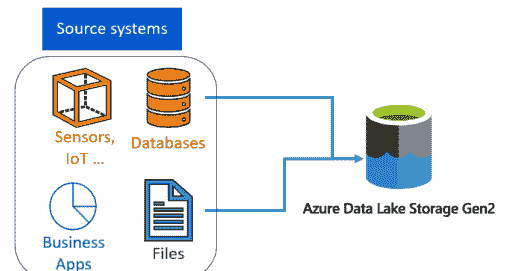 Source systems
Sensors,
IoT ...
Databases
Azure Data Lake Storage Gen2
Business
Apps
Files